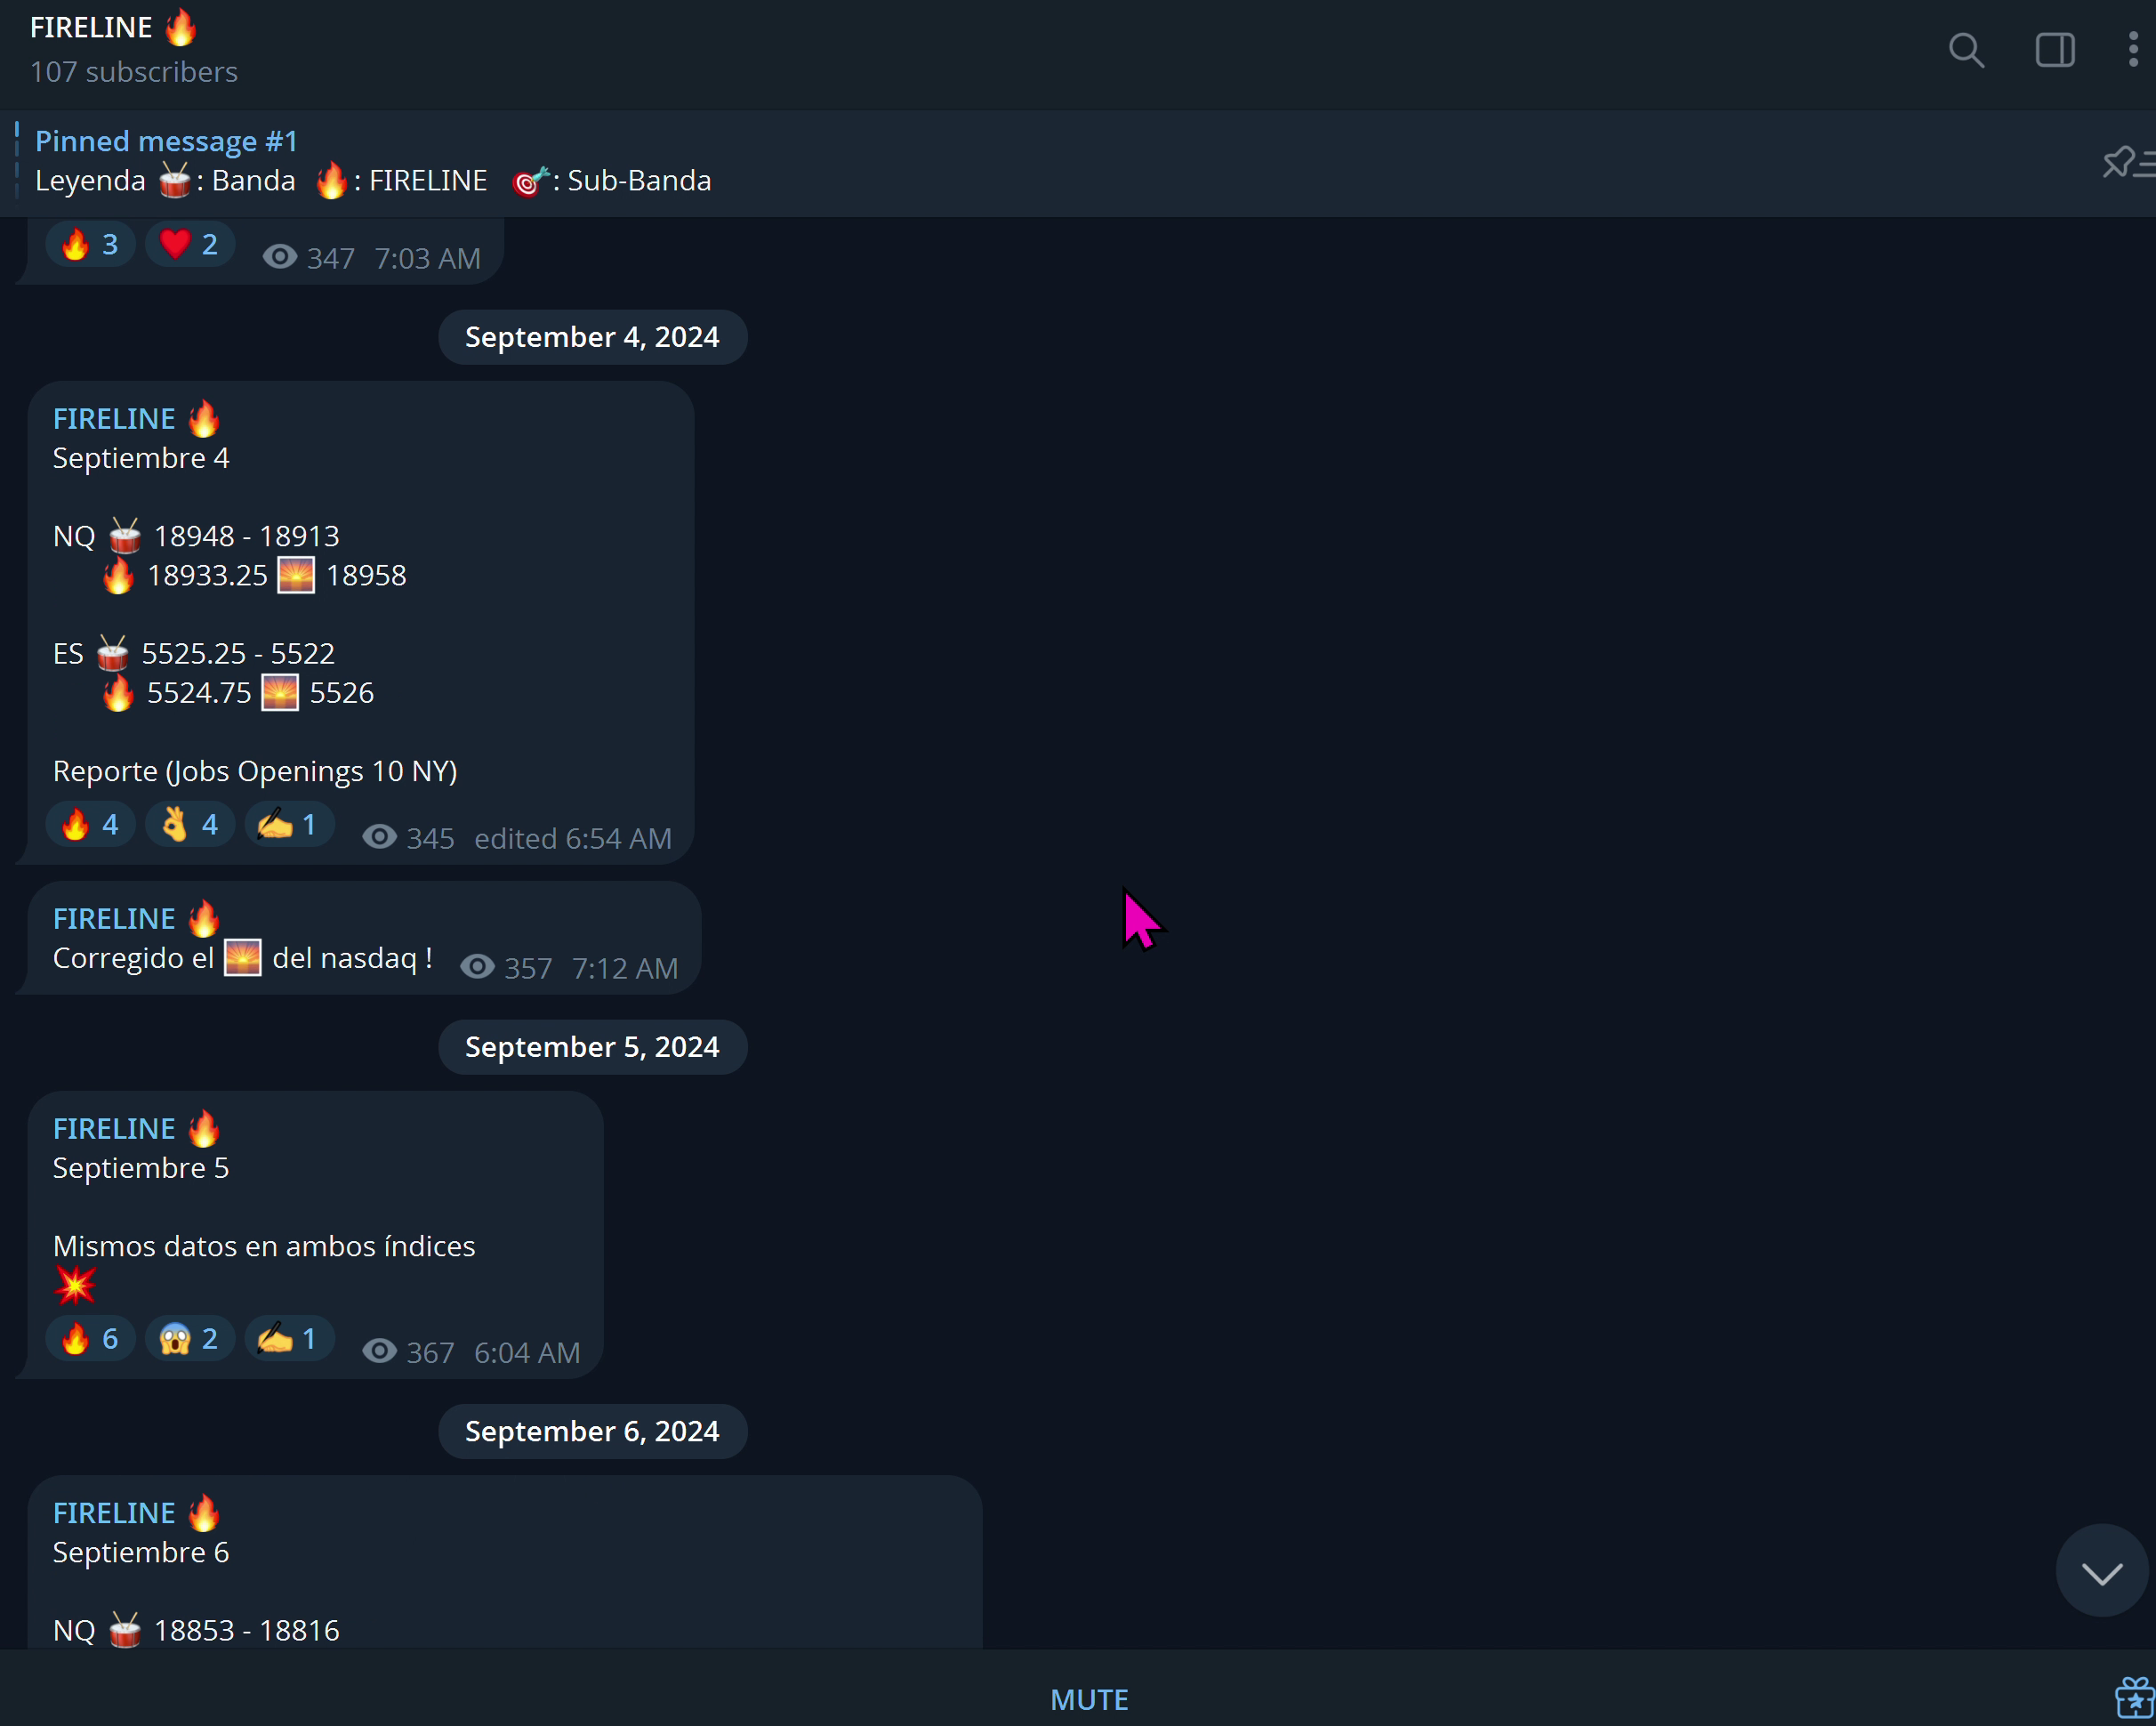 FIRELINE 🔥
107 subscribers
Pinned message #1
Leyenda 🥁: Banda 🔥: FIRELINE 🎯: Sub-Banda
🔥 3 ❤️ 2 347 7:03 AM
September 4, 2024
FIRELINE 🔥
Septiembre 4
NQ 🥁 18948 - 18913
🔥 18933.25 🌅 18958
ES 🥁 5525.25 - 5522
🔥 5524.75 🌅 5526
Reporte (Jobs Openings 10 NY)
🔥 4 👌 4 ✍️ 1 345 edited 6:54 AM
FIRELINE 🔥
Corregido el 🌅 del nasdaq ! 357 7:12 AM
September 5, 2024
FIRELINE 🔥
Septiembre 5
Mismos datos en ambos índices
💥
🔥 6 😱 2 ✍️ 1 367 6:04 AM
September 6, 2024
FIRELINE 🔥
Septiembre 6
NQ 🥁 18853 - 18816
MUTE